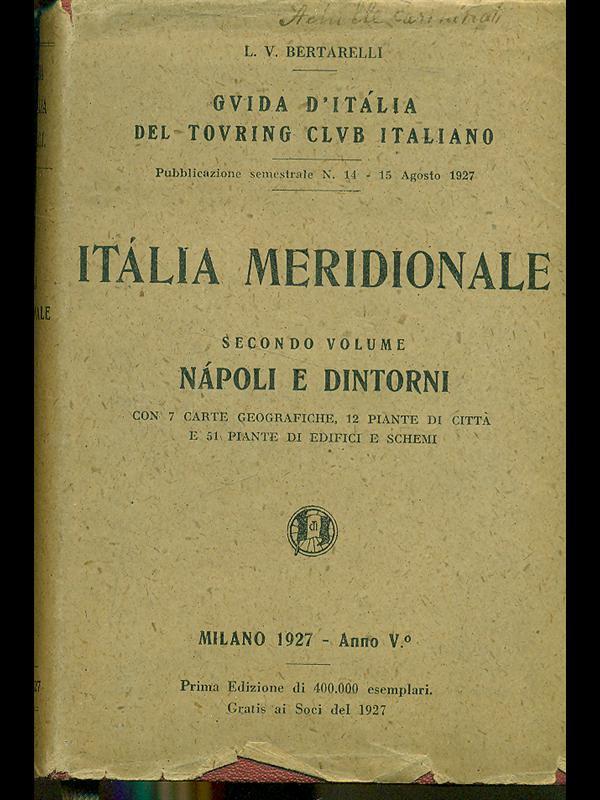 L. V. BERTARELLI
GVIDA D'ITÁLIA
DEL TOVRING CLVB ITALIANO
Pubblicazione semestrale N. 14 - 15 Agosto 1927
ITÁLIA MERIDIONALE
SECONDO VOLUME
NÁPOLI E DINTORNI
CON 7 CARTE GEOGRAFICHE, 12 PIANTE DI CITTÀ
E 51 PIANTE DI EDIFICI E SCHEMI
MILANO 1927 - Anno V.º
Prima Edizione di 400.000 esemplari.
Gratis ai Soci del 1927